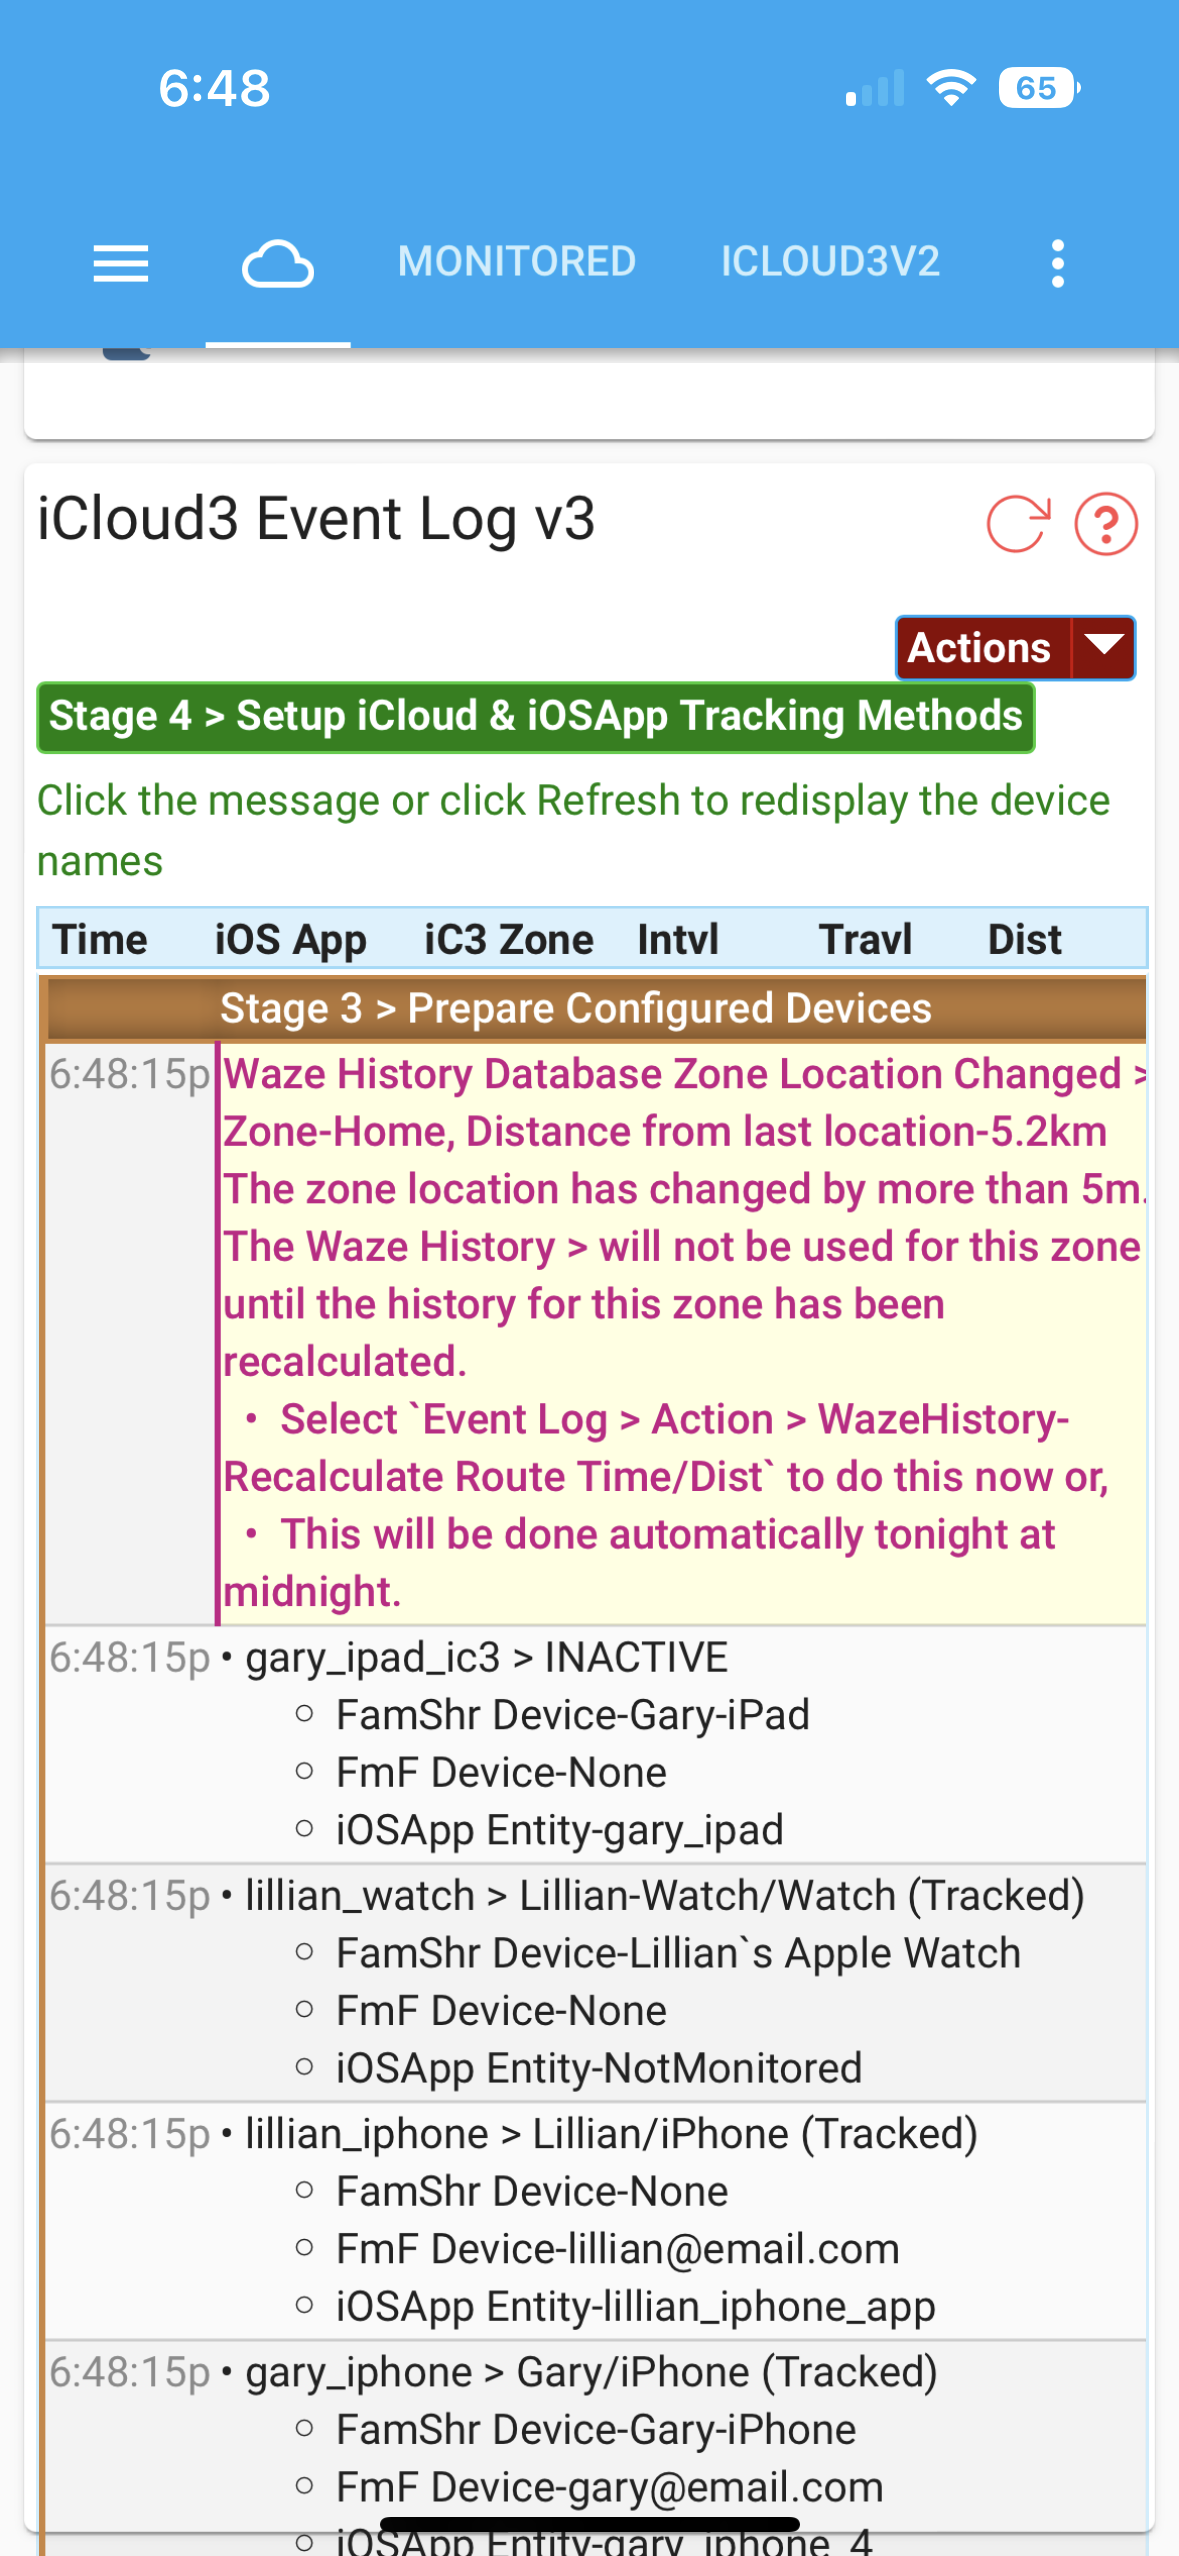 6:48
65
MONITORED
ICLOUD3V2
iCloud3 Event Log v3
?
Actions
Stage 4 > Setup iCloud & iOSApp Tracking Methods
Click the message or click Refresh to redisplay the device
names
Time iOS App iC3 Zone Intvl Travl Dist
Stage 3 > Prepare Configured Devices
6:48:15p Waze History Database Zone Location Changed >
Zone-Home, Distance from last location-5.2km
The zone location has changed by more than 5m.
The Waze History > will not be used for this zone
until the history for this zone has been
recalculated.
• Select `Event Log > Action > WazeHistory-
Recalculate Route Time/Dist` to do this now or,
• This will be done automatically tonight at
midnight.
6:48:15p • gary_ipad_ic3 > INACTIVE
○ FamShr Device-Gary-iPad
○ FmF Device-None
○ iOSApp Entity-gary_ipad
6:48:15p • lillian_watch > Lillian-Watch/Watch (Tracked)
○ FamShr Device-Lillian`s Apple Watch
○ FmF Device-None
○ iOSApp Entity-NotMonitored
6:48:15p • lillian_iphone > Lillian/iPhone (Tracked)
○ FamShr Device-None
○ FmF Device-lillian@email.com
○ iOSApp Entity-lillian_iphone_app
6:48:15p • gary_iphone > Gary/iPhone (Tracked)
○ FamShr Device-Gary-iPhone
○ FmF Device-gary@email.com
○ iOSApp Entity-gary_iphone_4